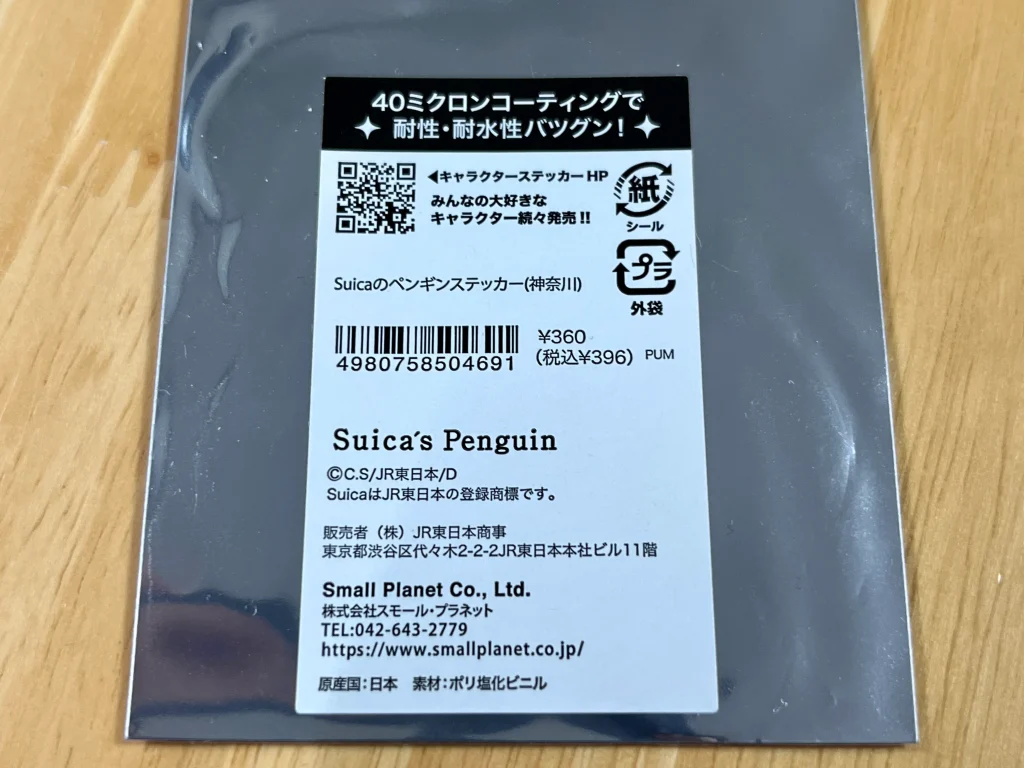 40ミクロンコーティングで
耐性・耐水性バツグン!
◀キャラクターステッカー HP
みんなの大好きな
キャラクター続々発売!!
紙
シール
プラ
外袋
Suicaのペンギンステッカー(神奈川)
4980758504691
¥360
(税込¥396) PUM
Suica's Penguin
©C.S/JR東日本/D
SuicaはJR東日本の登録商標です。
販売者(株)JR東日本商事
東京都渋谷区代々木2-2-2JR東日本本社ビル11階
Small Planet Co., Ltd.
株式会社スモール・プラネット
TEL:042-643-2779
https://www.smallplanet.co.jp/
原産国:日本 素材:ポリ塩化ビニル